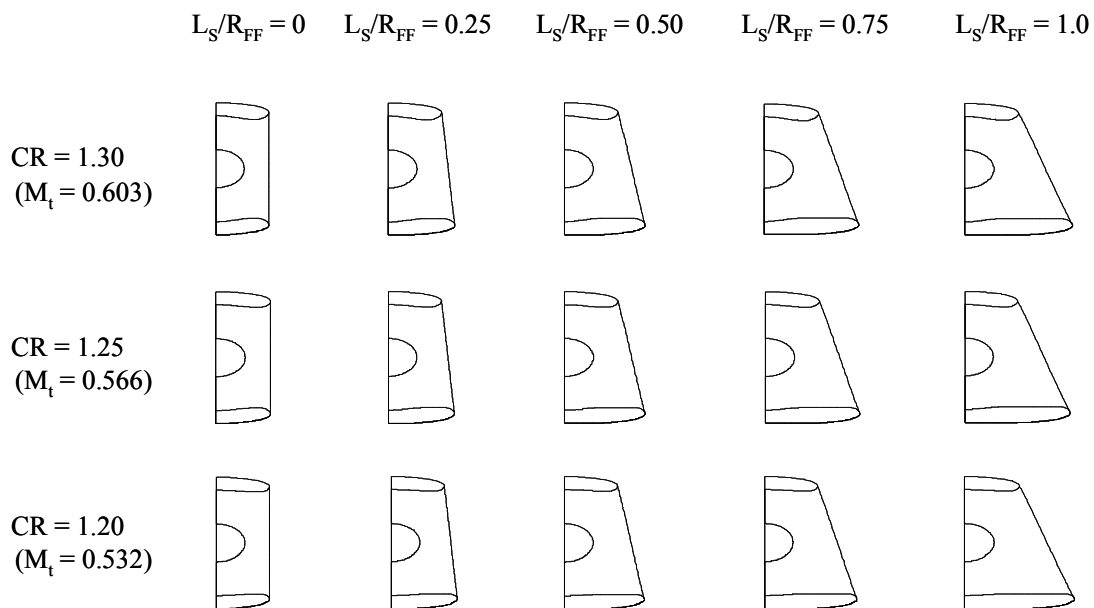 L_S/R_FF = 0 L_S/R_FF = 0.25 L_S/R_FF = 0.50 L_S/R_FF = 0.75 L_S/R_FF = 1.0
CR = 1.30
(M_t = 0.603)
CR = 1.25
(M_t = 0.566)
CR = 1.20
(M_t = 0.532)